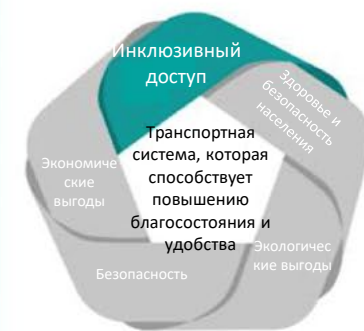 Инклюзивный
доступ
Здоровье и
безопасность
населения
Транспортная
система, которая
способствует
повышению
благосостояния и
удобства
Экономиче
ские
выгоды
Экологичес
кие выгоды
Безопасность